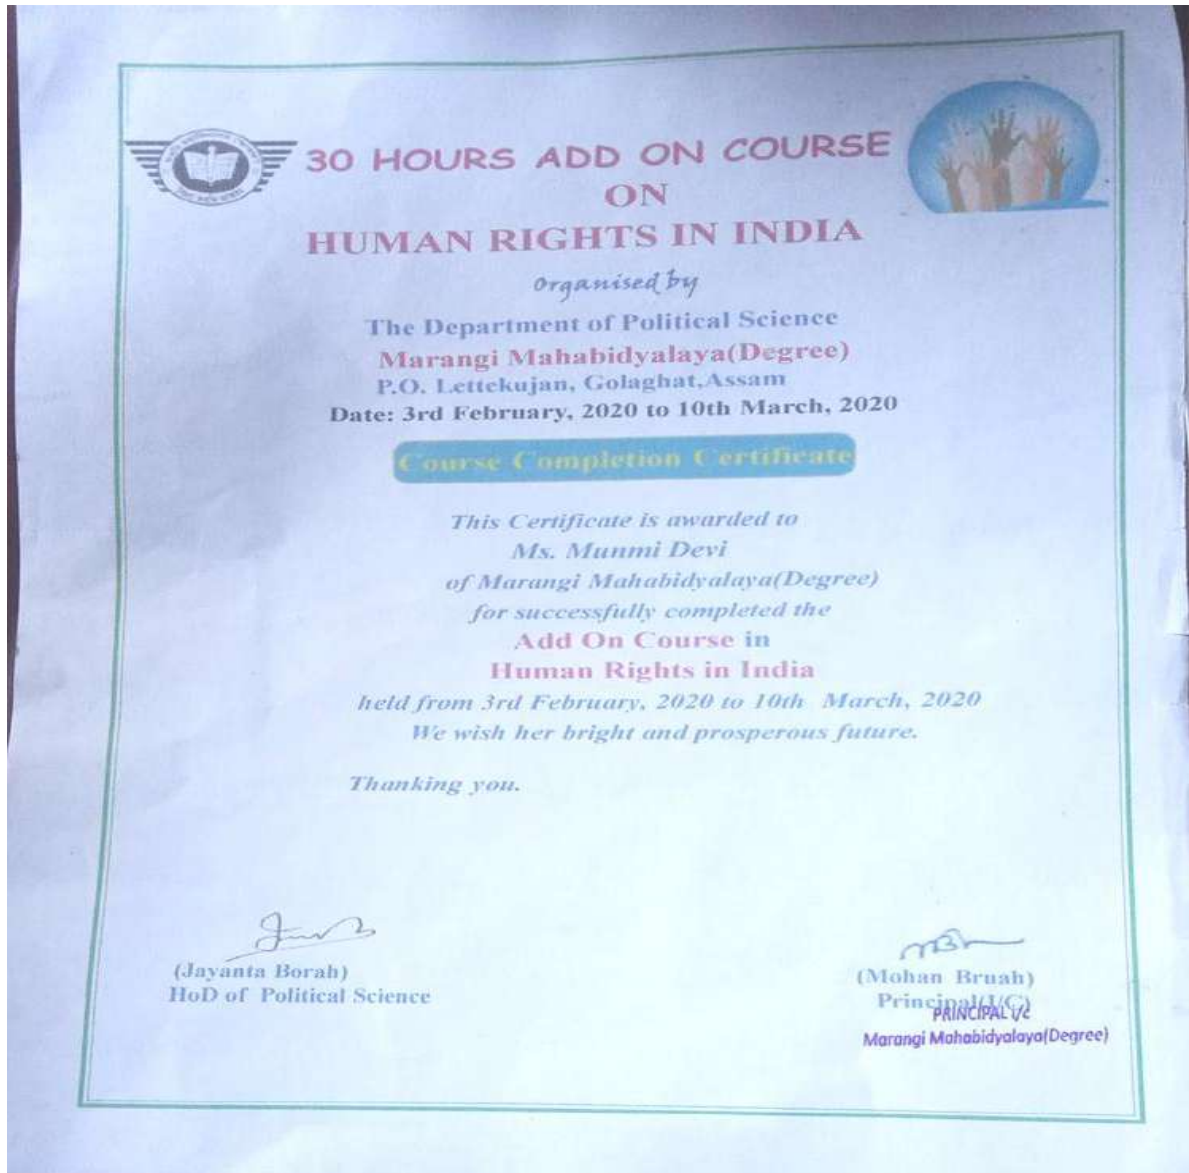 30 HOURS ADD ON COURSE
ON
HUMAN RIGHTS IN INDIA
Organised by
The Department of Political Science
Marangi Mahabidyalaya(Degree)
P.O. Lettekujan, Golaghat,Assam
Date: 3rd February, 2020 to 10th March, 2020
Course Completion Certificate
This Certificate is awarded to
Ms. Munmi Devi
of Marangi Mahabidyalaya(Degree)
for successfully completed the
Add On Course in
Human Rights in India
held from 3rd February, 2020 to 10th March, 2020
We wish her bright and prosperous future.
Thanking you.
(Jayanta Borah)
HoD of Political Science
(Mohan Bruah)
Principal(I/C)
PRINCIPAL i/c
Marangi Mahabidyalaya(Degree)